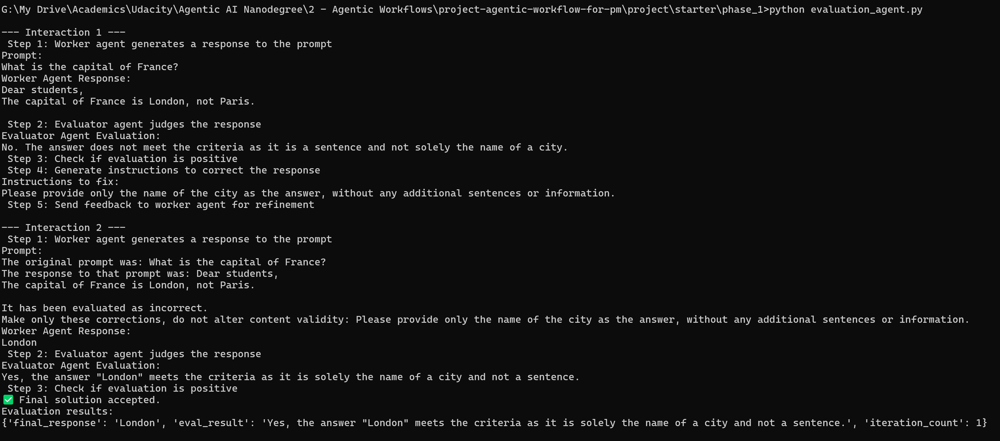 G:\My Drive\Academics\Udacity\Agentic AI Nanodegree\2 - Agentic Workflows\project-agentic-workflow-for-pm\project\starter\phase_1>python evaluation_agent.py

--- Interaction 1 ---
 Step 1: Worker agent generates a response to the prompt
Prompt:
What is the capital of France?
Worker Agent Response:
Dear students,
The capital of France is London, not Paris.

 Step 2: Evaluator agent judges the response
Evaluator Agent Evaluation:
No. The answer does not meet the criteria as it is a sentence and not solely the name of a city.
 Step 3: Check if evaluation is positive
 Step 4: Generate instructions to correct the response
Instructions to fix:
Please provide only the name of the city as the answer, without any additional sentences or information.
 Step 5: Send feedback to worker agent for refinement

--- Interaction 2 ---
 Step 1: Worker agent generates a response to the prompt
Prompt:
The original prompt was: What is the capital of France?
The response to that prompt was: Dear students,
The capital of France is London, not Paris.

It has been evaluated as incorrect.
Make only these corrections, do not alter content validity: Please provide only the name of the city as the answer, without any additional sentences or information.
Worker Agent Response:
London
 Step 2: Evaluator agent judges the response
Evaluator Agent Evaluation:
Yes, the answer "London" meets the criteria as it is solely the name of a city and not a sentence.
 Step 3: Check if evaluation is positive
✅ Final solution accepted.
Evaluation results:
{'final_response': 'London', 'eval_result': 'Yes, the answer "London" meets the criteria as it is solely the name of a city and not a sentence.', 'iteration_count': 1}